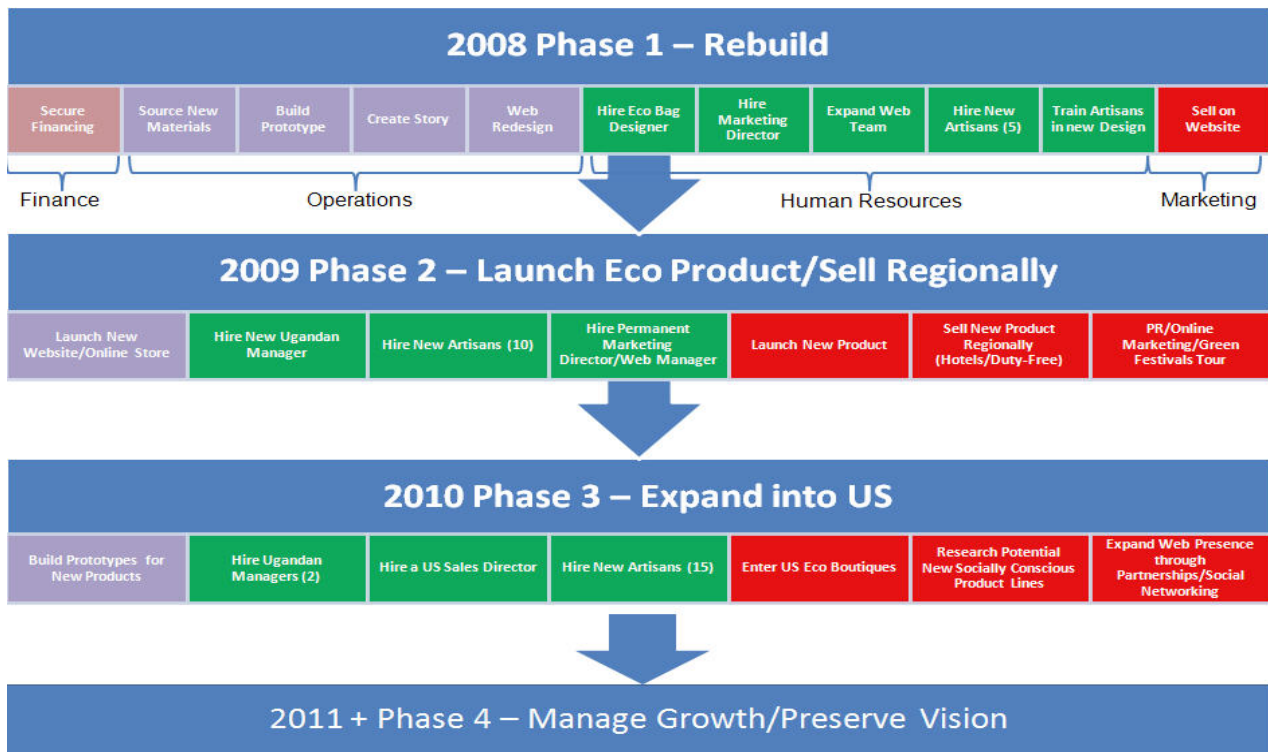 2008 Phase 1 – Rebuild
Secure
Financing
Source New
Materials
Build
Prototype
Create Story
Web
Redesign
Hire Eco Bag
Designer
Hire
Marketing
Director
Expand Web
Team
Hire New
Artisans (5)
Train Artisans
in new Design
Sell on
Website
Finance
Operations
Human Resources
Marketing
2009 Phase 2 – Launch Eco Product/Sell Regionally
Launch New
Website/Online Store
Hire New Ugandan
Manager
Hire New Artisans (10)
Hire Permanent
Marketing
Director/Web Manager
Launch New Product
Sell New Product
Regionally
(Hotels/Duty-Free)
PR/Online
Marketing/Green
Festivals Tour
2010 Phase 3 – Expand into US
Build Prototypes for
New Products
Hire Ugandan
Managers (2)
Hire a US Sales Director
Hire New Artisans (15)
Enter US Eco Boutiques
Research Potential
New Socially Conscious
Product Lines
Expand Web Presence
through
Partnerships/Social
Networking
2011 + Phase 4 – Manage Growth/Preserve Vision